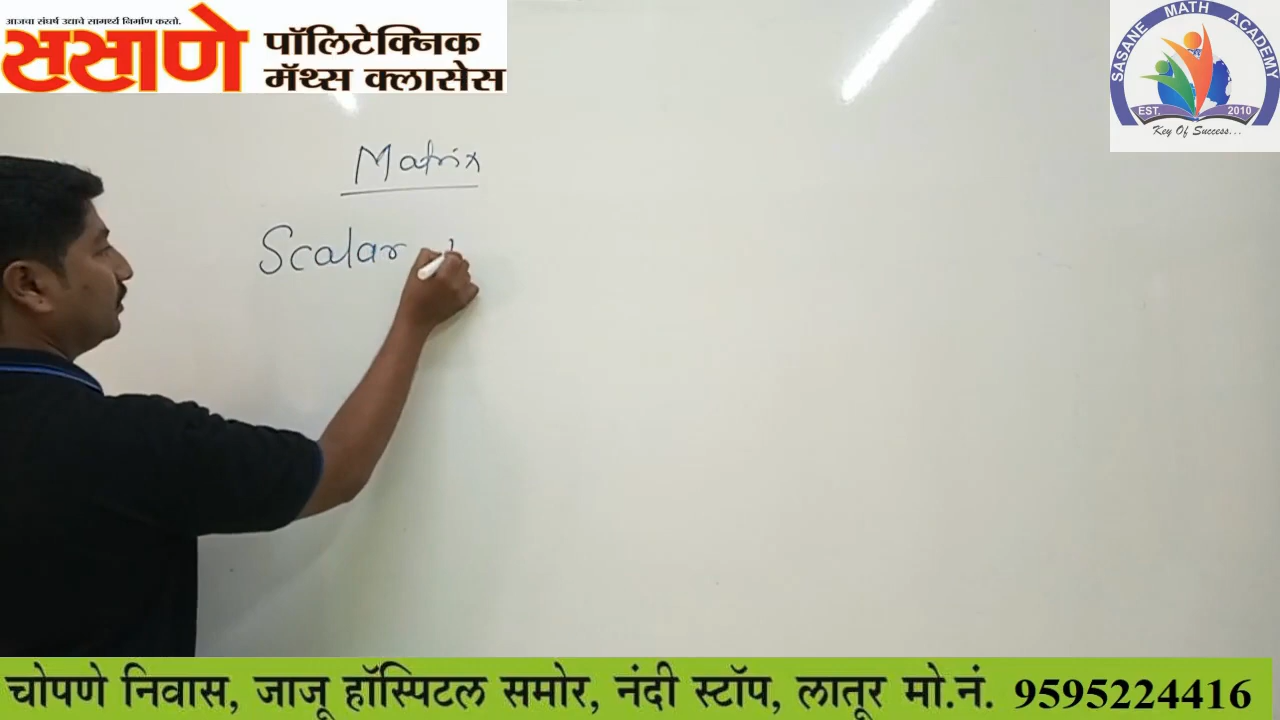 आजचा संघर्ष उद्याचे सामर्थ्य निर्माण करतो.
ससाणे
पॉलिटेक्निक
मॅथ्स क्लासेस
SASANE MATH ACADEMY
EST. 2010
Key Of Success...
Matrix
Scalar
चोपणे निवास, जाजू हॉस्पिटल समोर, नंदी स्टॉप, लातूर मो.नं. 9595224416